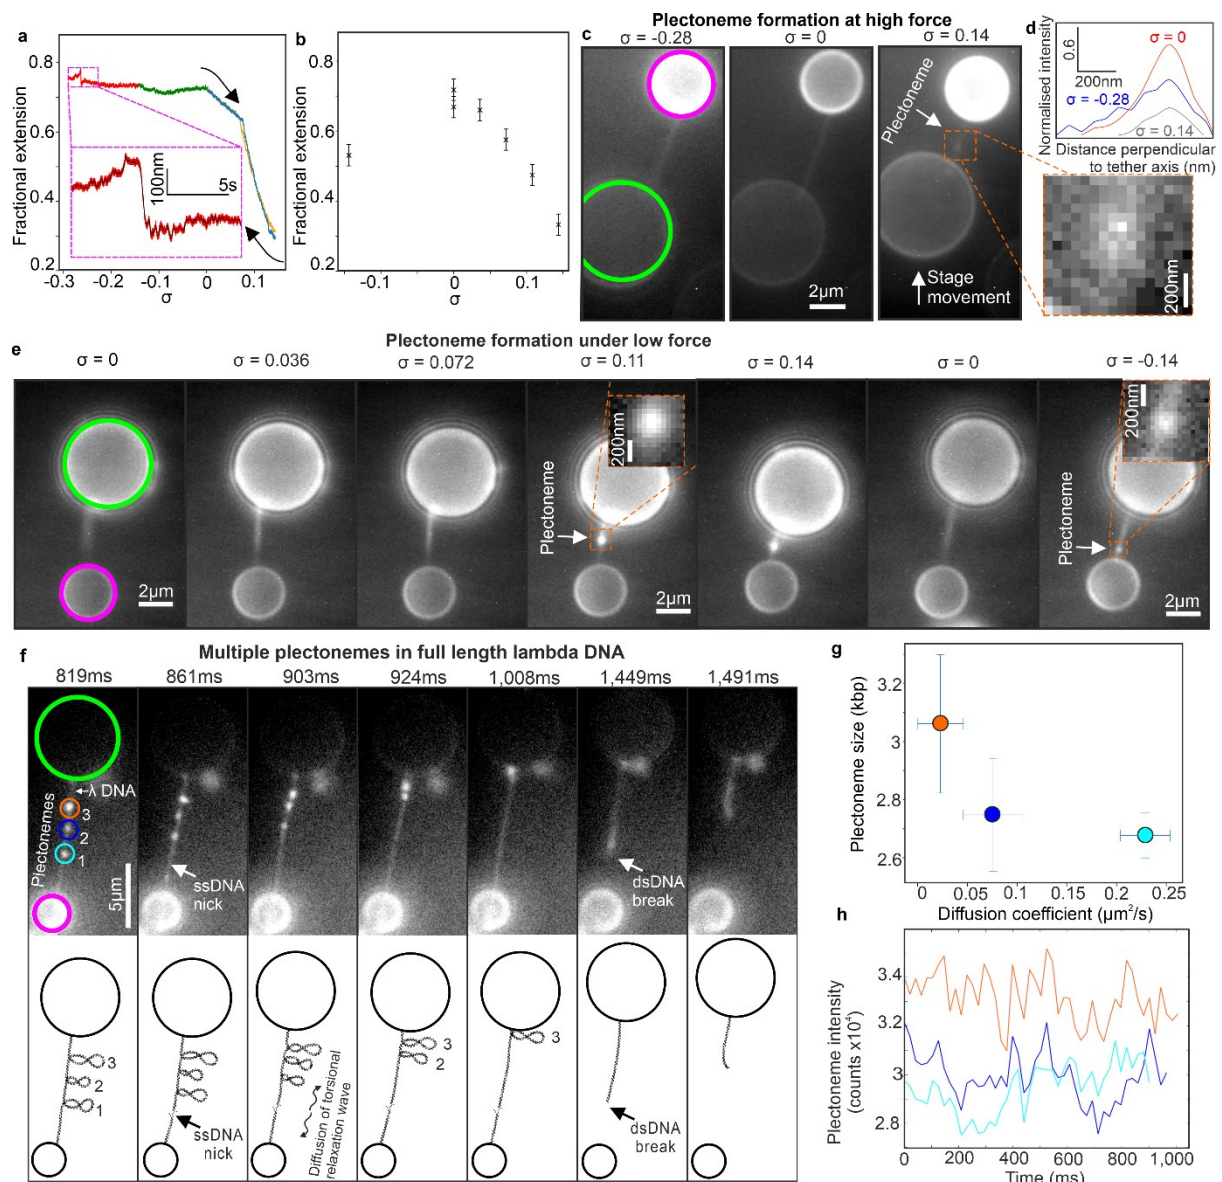 a
Fractional extension
0.8
0.6
0.4
0.2
100nm
5s
-0.3
-0.2
-0.1
0
0.1
σ
b
Fractional extension
0.8
0.6
0.4
0.2
-0.1
0
0.1
σ
Plectoneme formation at high force
c
σ = -0.28
σ = 0
σ = 0.14
Plectoneme
2µm
Stage
movement
d
Normalised intensity
0.6
200nm
σ = 0
σ = -0.28
σ = 0.14
Distance perpendicular
to tether axis (nm)
200nm
e
Plectoneme formation under low force
σ = 0
σ = 0.036
σ = 0.072
σ = 0.11
σ = 0.14
σ = 0
σ = -0.14
2µm
Plectoneme
200nm
2µm
Plectoneme
200nm
2µm
f
Multiple plectonemes in full length lambda DNA
819ms
861ms
903ms
924ms
1,008ms
1,449ms
1,491ms
λ DNA
Plectonemes
3
2
1
5µm
ssDNA
nick
dsDNA
break
3
2
1
ssDNA
nick
Diffusion of torsional
relaxation wave
3
2
3
dsDNA
break
g
Plectoneme size (kbp)
3.2
3
2.8
2.6
0
0.05
0.1
0.15
0.20
0.25
Diffusion coefficient (µm²/s)
h
Plectoneme intensity
(counts x10⁴)
3.4
3.2
3
2.8
0
200
400
600
800
1,000
Time (ms)